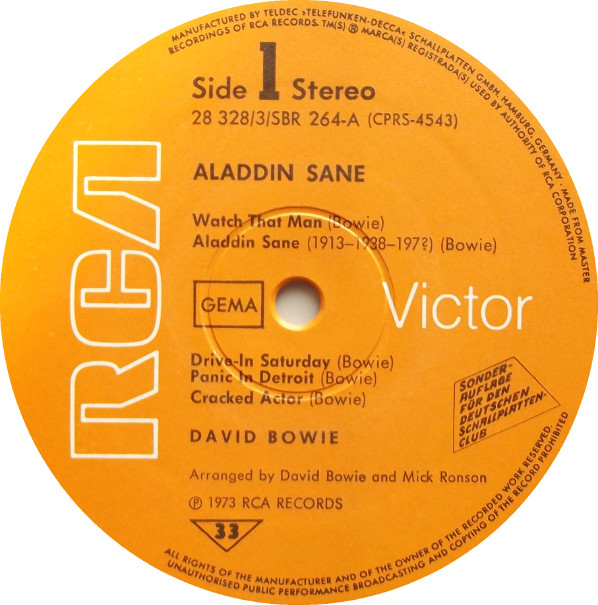 MANUFACTURED BY TELDEC »TELEFUNKEN-DECCA« SCHALLPLATTEN GMBH, HAMBURG, GERMANY · MADE FROM MASTER
RECORDINGS OF RCA RECORDS. TM(S) ® MARCA(S) REGISTRADA(S) USED BY AUTHORITY OF RCA CORPORATION
Side 1 Stereo
28 328/3/SBR 264-A (CPRS-4543)
ALADDIN SANE
Watch That Man (Bowie)
Aladdin Sane (1913–1938–197?) (Bowie)
RCA
GEMA
Victor
Drive-In Saturday (Bowie)
Panic In Detroit (Bowie)
Cracked Actor (Bowie)
SONDER-
AUFLAGE
FÜR DEN
DEUTSCHEN
SCHALLPLATTEN-
CLUB
DAVID BOWIE
Arranged by David Bowie and Mick Ronson
℗ 1973 RCA RECORDS
33
ALL RIGHTS OF THE MANUFACTURER AND OF THE OWNER OF THE RECORDED WORK RESERVED.
UNAUTHORISED PUBLIC PERFORMANCE BROADCASTING AND COPYING OF THE RECORD PROHIBITED